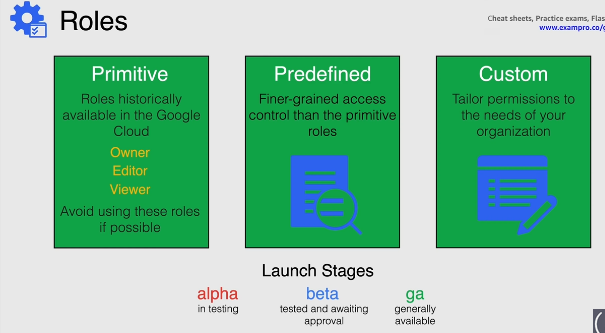 Roles
Cheat sheets, Practice exams, Flas
www.exampro.co/g
Primitive
Roles historically
available in the Google
Cloud
Owner
Editor
Viewer
Avoid using these roles
if possible
Predefined
Finer-grained access
control than the primitive
roles
Custom
Tailor permissions to
the needs of your
organization
Launch Stages
alpha
in testing
beta
tested and awaiting
approval
ga
generally
available